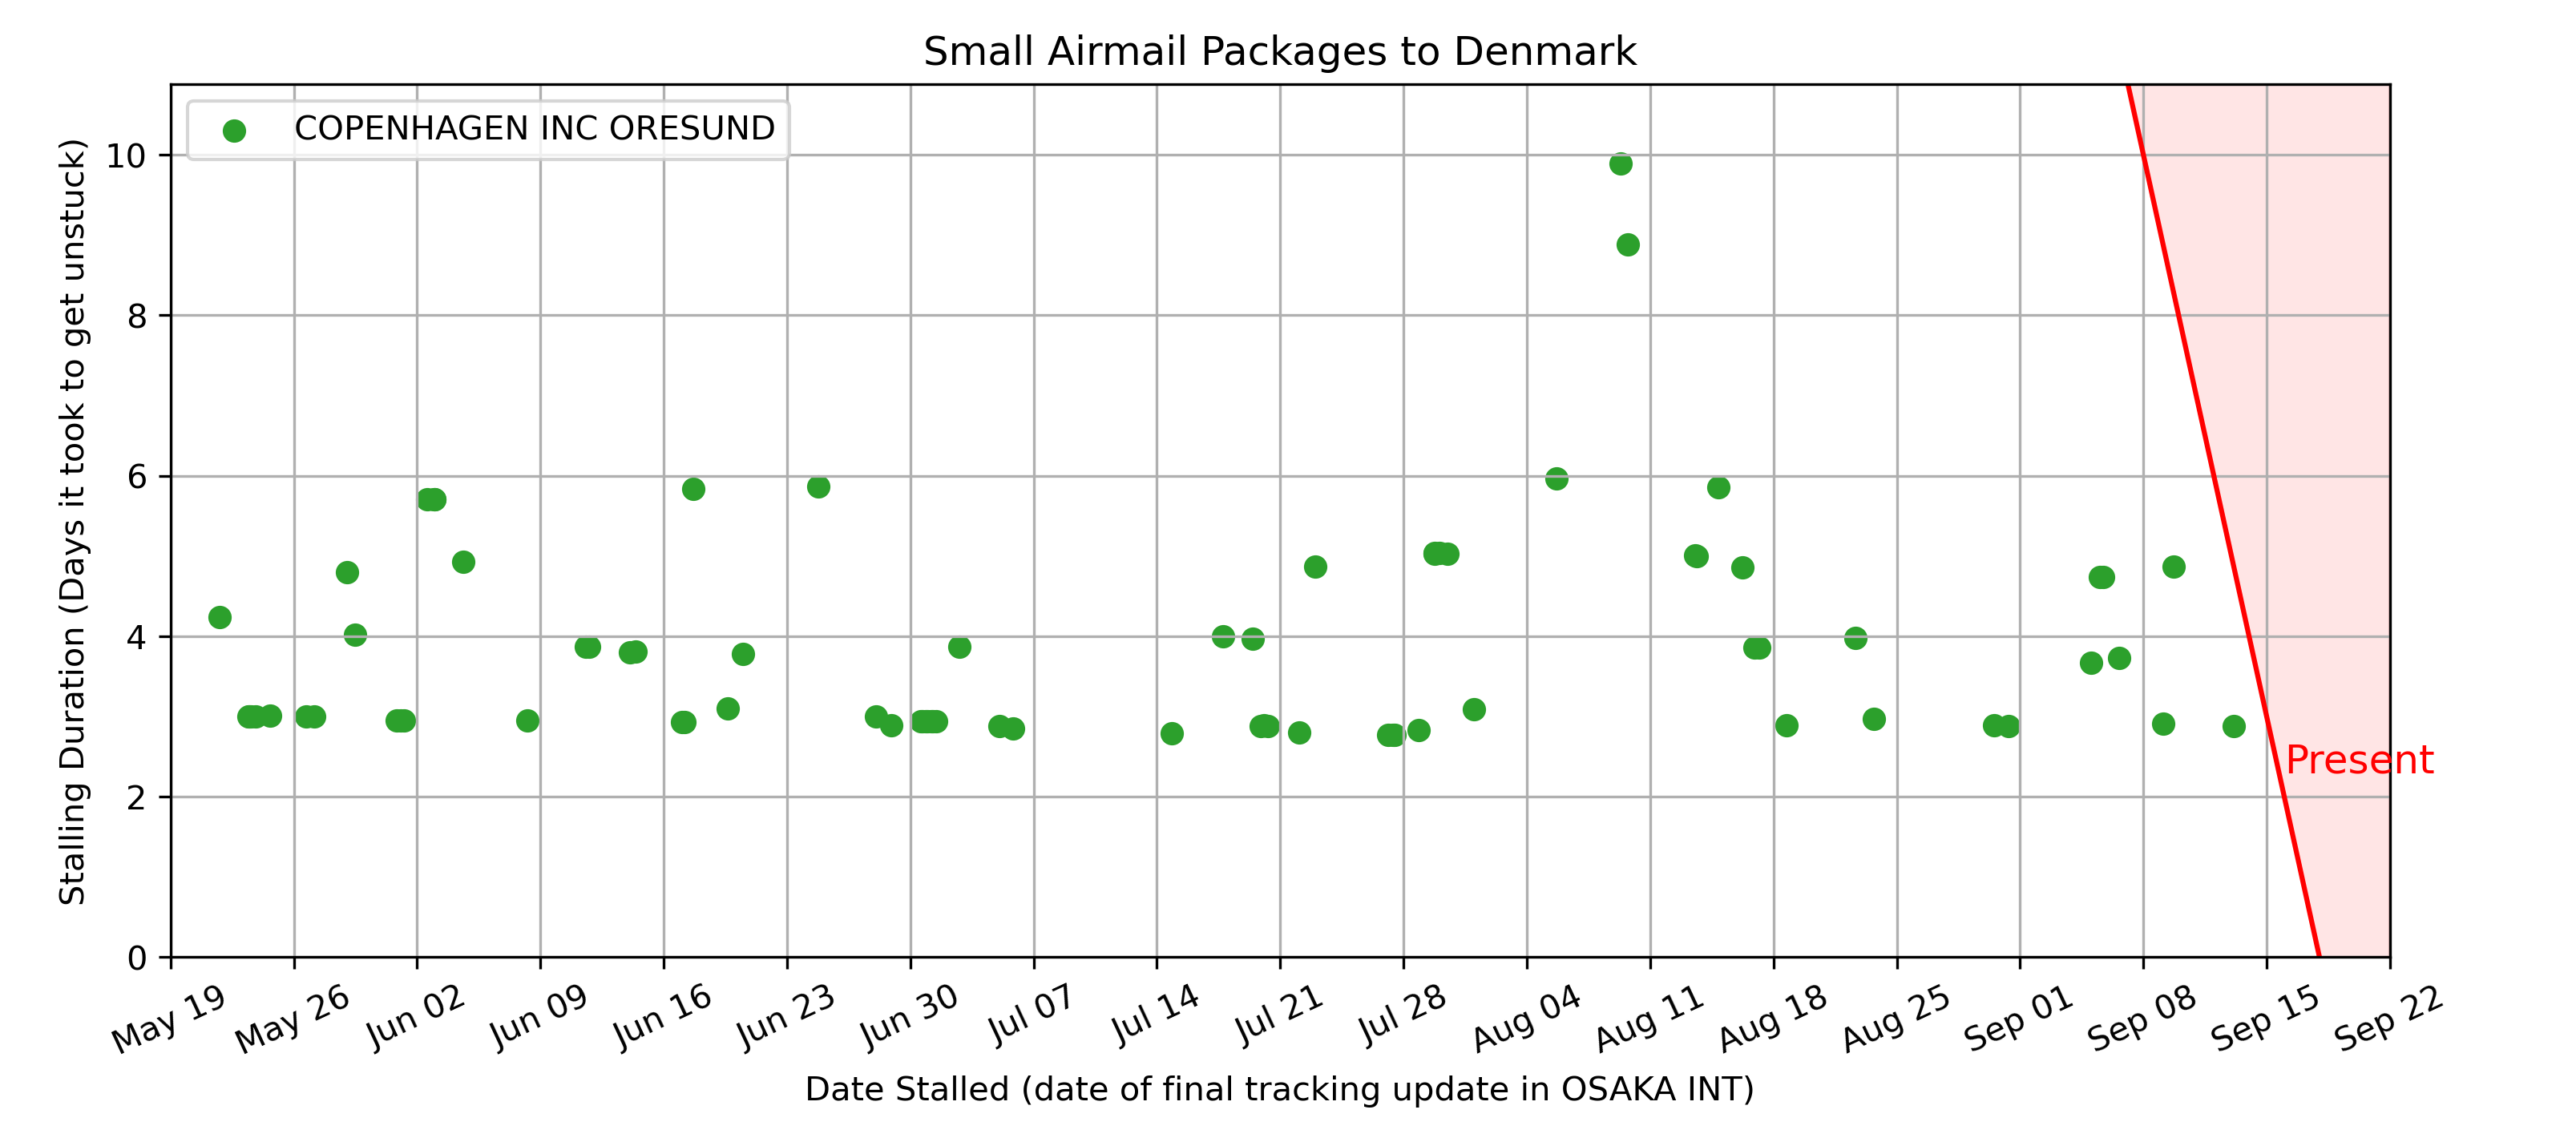 Small Airmail Packages to Denmark
COPENHAGEN INC ORESUND
Stalling Duration (Days it took to get unstuck)
10
8
6
4
2
0
Present
May 19
May 26
Jun 02
Jun 09
Jun 16
Jun 23
Jun 30
Jul 07
Jul 14
Jul 21
Jul 28
Aug 04
Aug 11
Aug 18
Aug 25
Sep 01
Sep 08
Sep 15
Sep 22
Date Stalled (date of final tracking update in OSAKA INT)